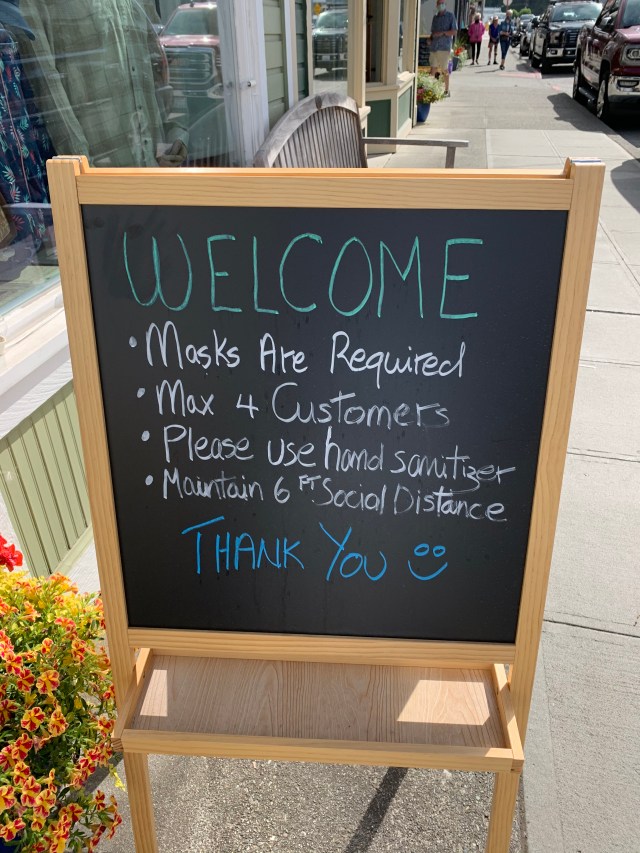 WELCOME
• Masks Are Required
• Max 4 Customers
• Please use hand sanitizer
• Maintain 6 FT Social Distance
THANK YOU